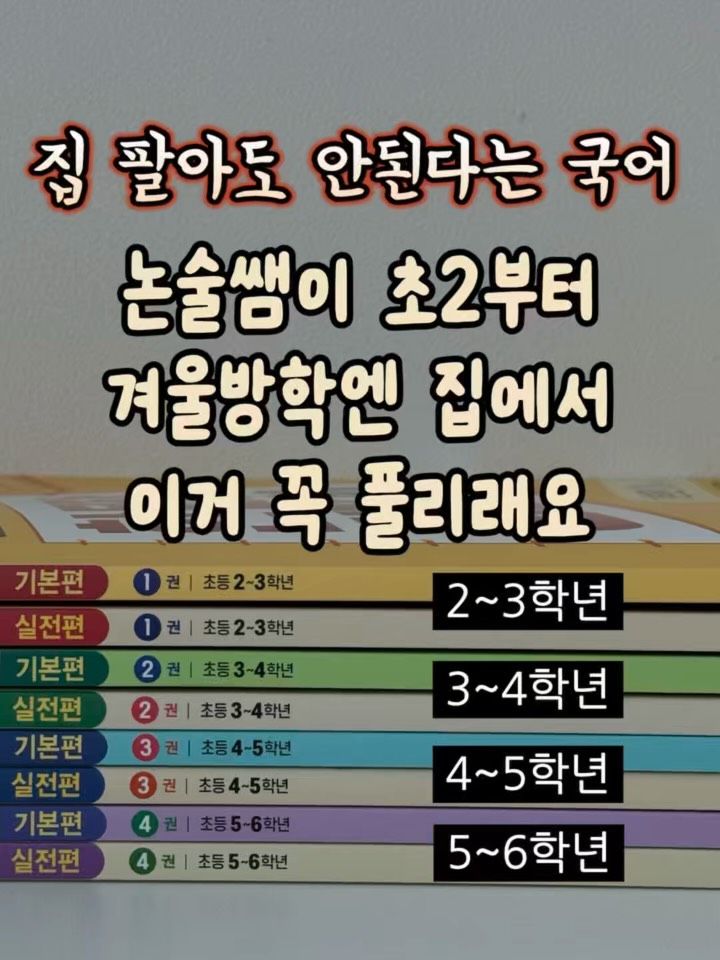 집 팔아도 안된다는 국어
논술쌤이 초2부터
겨울방학엔 집에서
이거 꼭 풀리래요
기본편 1 권 | 초등 2~3학년
2~3학년
실전편 1 권 | 초등 2~3학년
기본편 2 권 | 초등 3~4학년
3~4학년
실전편 2 권 | 초등 3~4학년
기본편 3 권 | 초등 4~5학년
4~5학년
실전편 3 권 | 초등 4~5학년
기본편 4 권 | 초등 5~6학년
5~6학년
실전편 4 권 | 초등 5~6학년